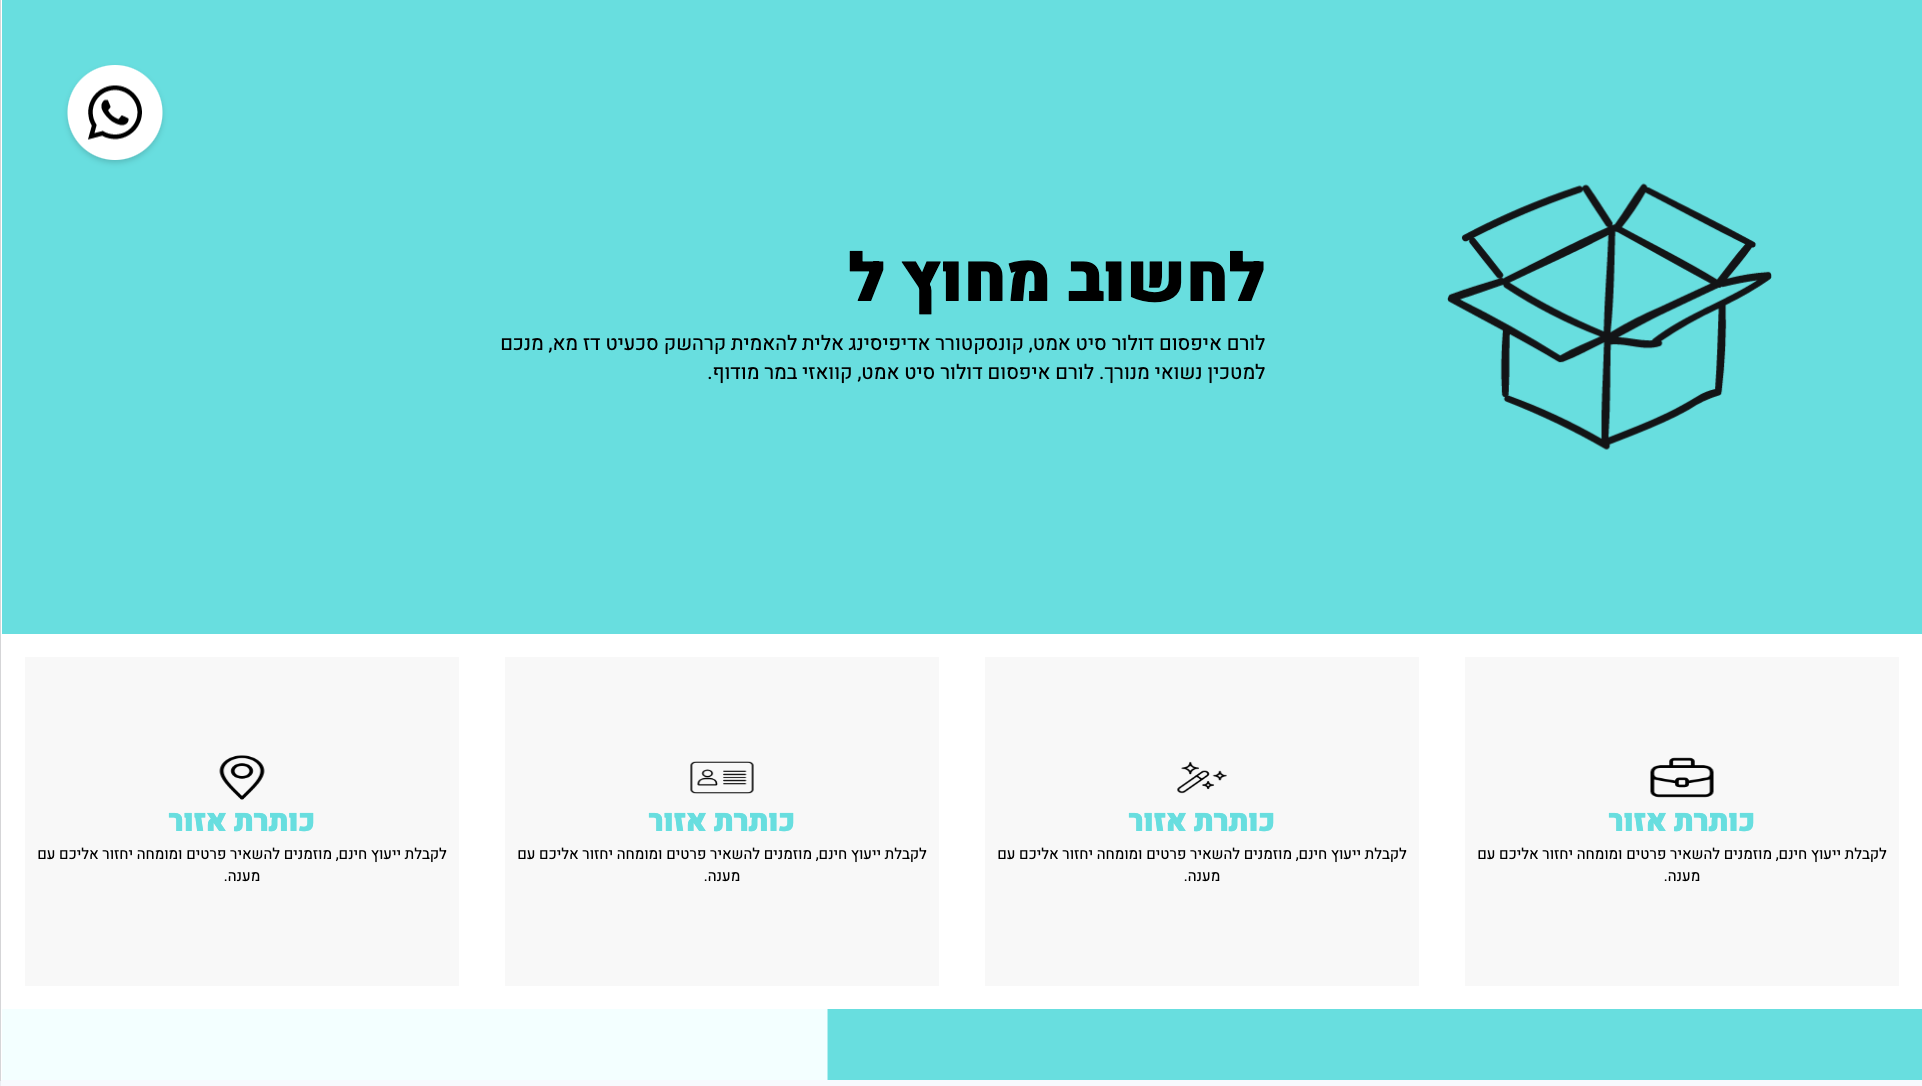 לחשוב מחוץ ל
לורם איפסום דולור סיט אמט, קונסקטורר אדיפיסינג אלית להאמית קרהשק סכעיט דז מא, מנכם
למטכין נשואי מנורך. לורם איפסום דולור סיט אמט, קוואזי במר מודוף.
כותרת אזור
לקבלת ייעוץ חינם, מוזמנים להשאיר פרטים ומומחה יחזור אליכם עם
מענה.
כותרת אזור
לקבלת ייעוץ חינם, מוזמנים להשאיר פרטים ומומחה יחזור אליכם עם
מענה.
כותרת אזור
לקבלת ייעוץ חינם, מוזמנים להשאיר פרטים ומומחה יחזור אליכם עם
מענה.
כותרת אזור
לקבלת ייעוץ חינם, מוזמנים להשאיר פרטים ומומחה יחזור אליכם עם
מענה.